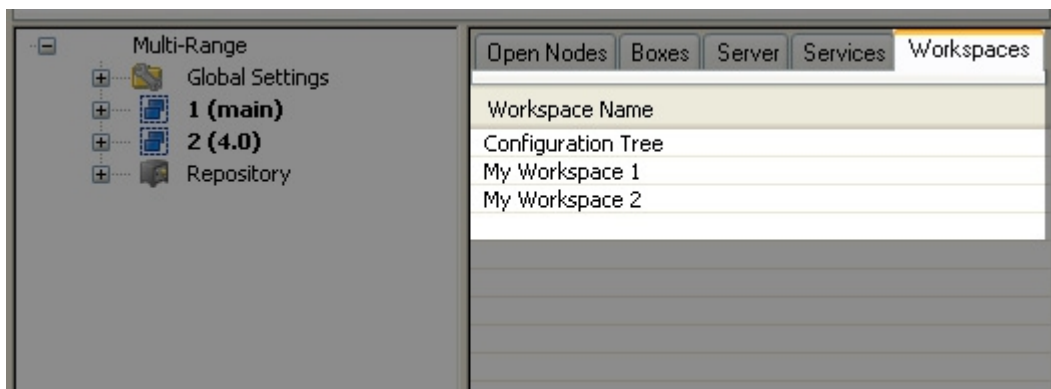 Multi-Range
Global Settings
1 (main)
2 (4.0)
Repository
Open Nodes Boxes Server Services Workspaces
Workspace Name
Configuration Tree
My Workspace 1
My Workspace 2